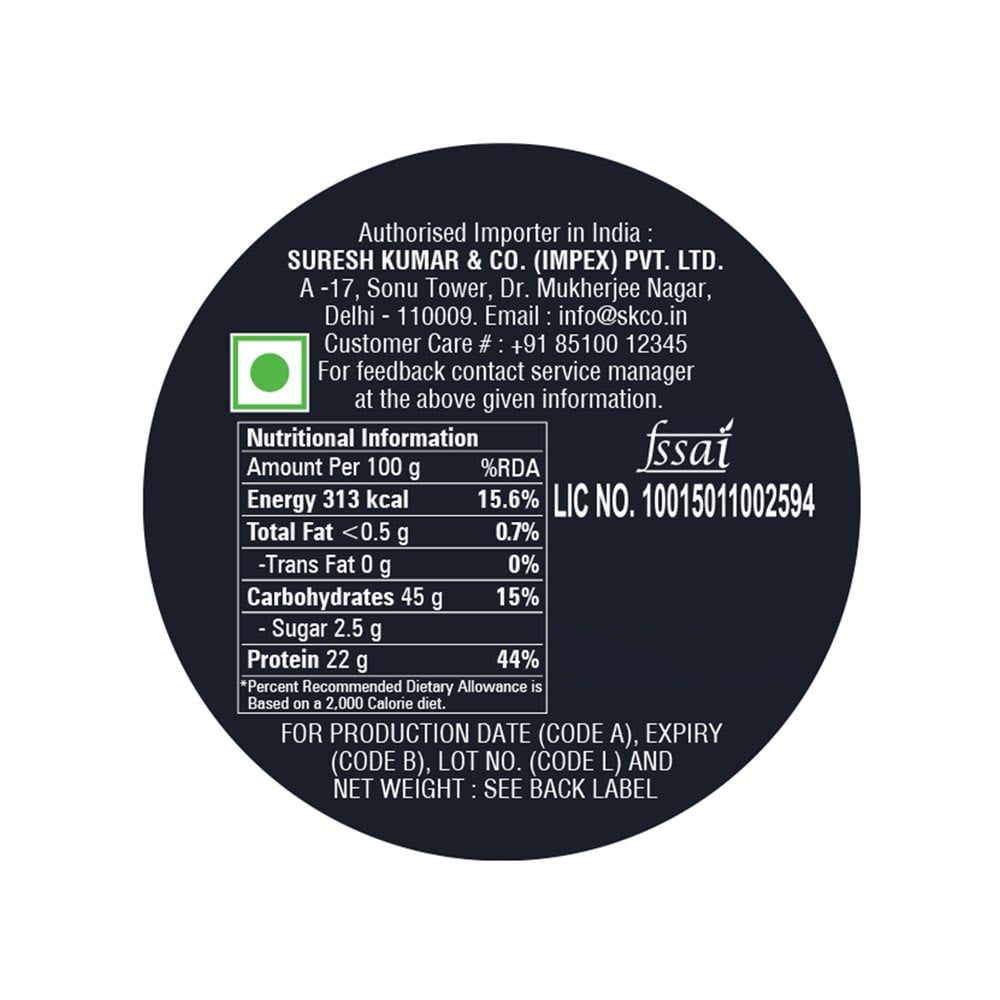 Authorised Importer in India :
SURESH KUMAR & CO. (IMPEX) PVT. LTD.
A -17, Sonu Tower, Dr. Mukherjee Nagar,
Delhi - 110009. Email : info@skco.in
Customer Care # : +91 85100 12345
For feedback contact service manager
at the above given information.
Nutritional Information
Amount Per 100 g %RDA
Energy 313 kcal 15.6%
Total Fat <0.5 g 0.7%
-Trans Fat 0 g 0%
Carbohydrates 45 g 15%
- Sugar 2.5 g
Protein 22 g 44%
*Percent Recommended Dietary Allowance is
Based on a 2,000 Calorie diet.
fssai
LIC NO. 10015011002594
FOR PRODUCTION DATE (CODE A), EXPIRY
(CODE B), LOT NO. (CODE L) AND
NET WEIGHT : SEE BACK LABEL